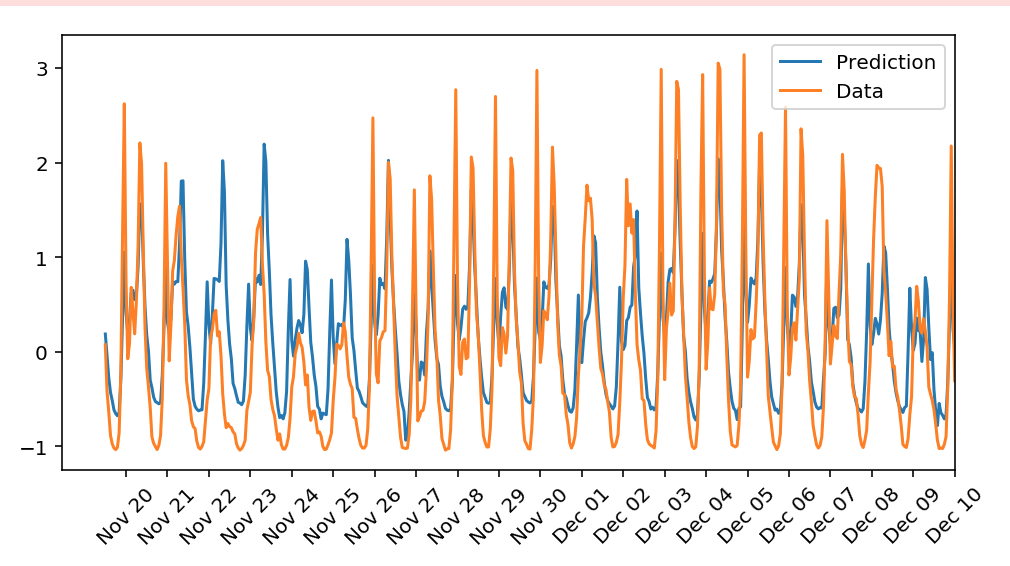 Prediction
Data
3
2
1
0
−1
Nov 20
Nov 21
Nov 22
Nov 23
Nov 24
Nov 25
Nov 26
Nov 27
Nov 28
Nov 29
Nov 30
Dec 01
Dec 02
Dec 03
Dec 04
Dec 05
Dec 06
Dec 07
Dec 08
Dec 09
Dec 10